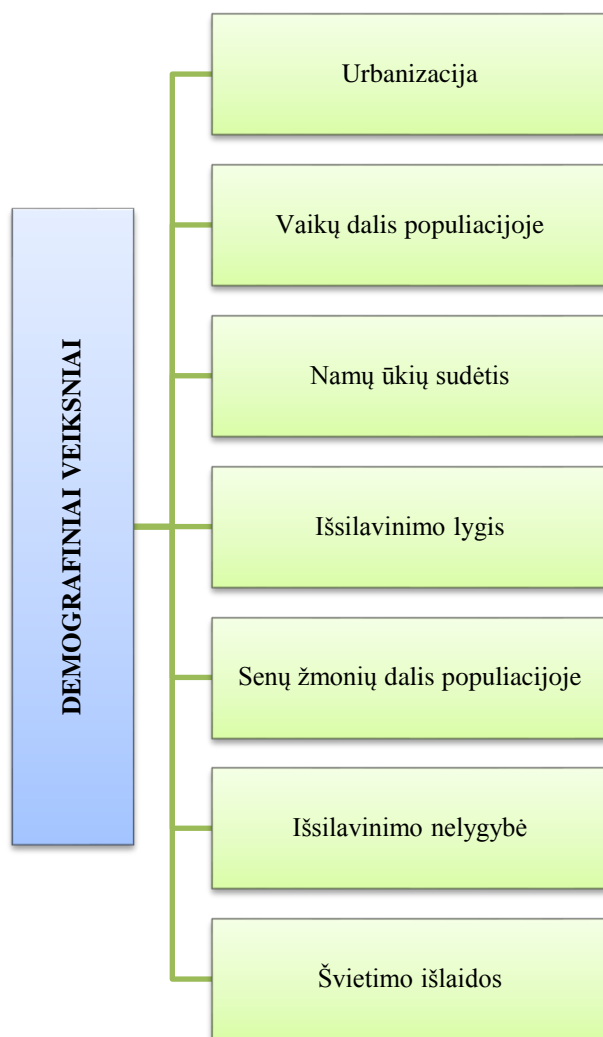 DEMOGRAFINIAI VEIKSNIAI
Urbanizacija
Vaikų dalis populiacijoje
Namų ūkių sudėtis
Išsilavinimo lygis
Senų žmonių dalis populiacijoje
Išsilavinimo nelygybė
Švietimo išlaidos